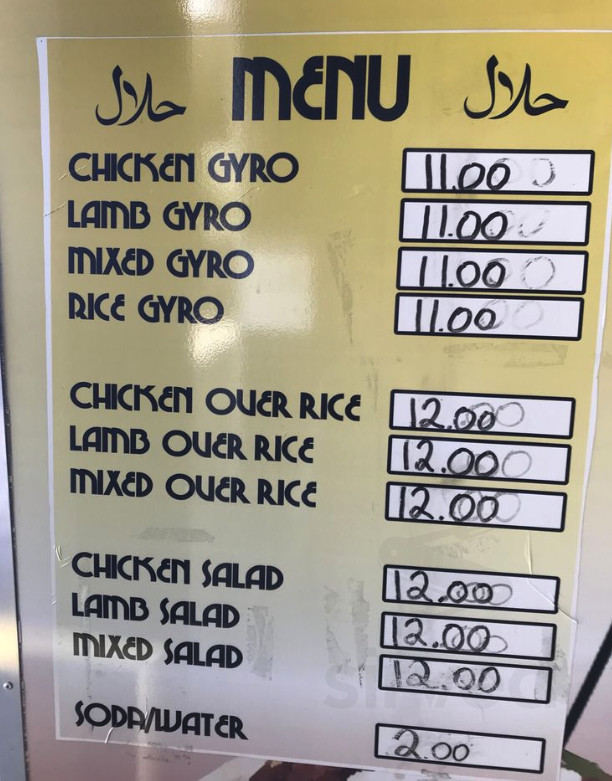 حلال MENU حلال
CHICKEN GYRO 11.00
LAMB GYRO 11.00
MIXED GYRO 11.00
RICE GYRO 11.00
CHICKEN OVER RICE 12.00
LAMB OVER RICE 12.00
MIXED OVER RICE 12.00
CHICKEN SALAD 12.00
LAMB SALAD 12.00
MIXED SALAD 12.00
SODA/WATER 2.00